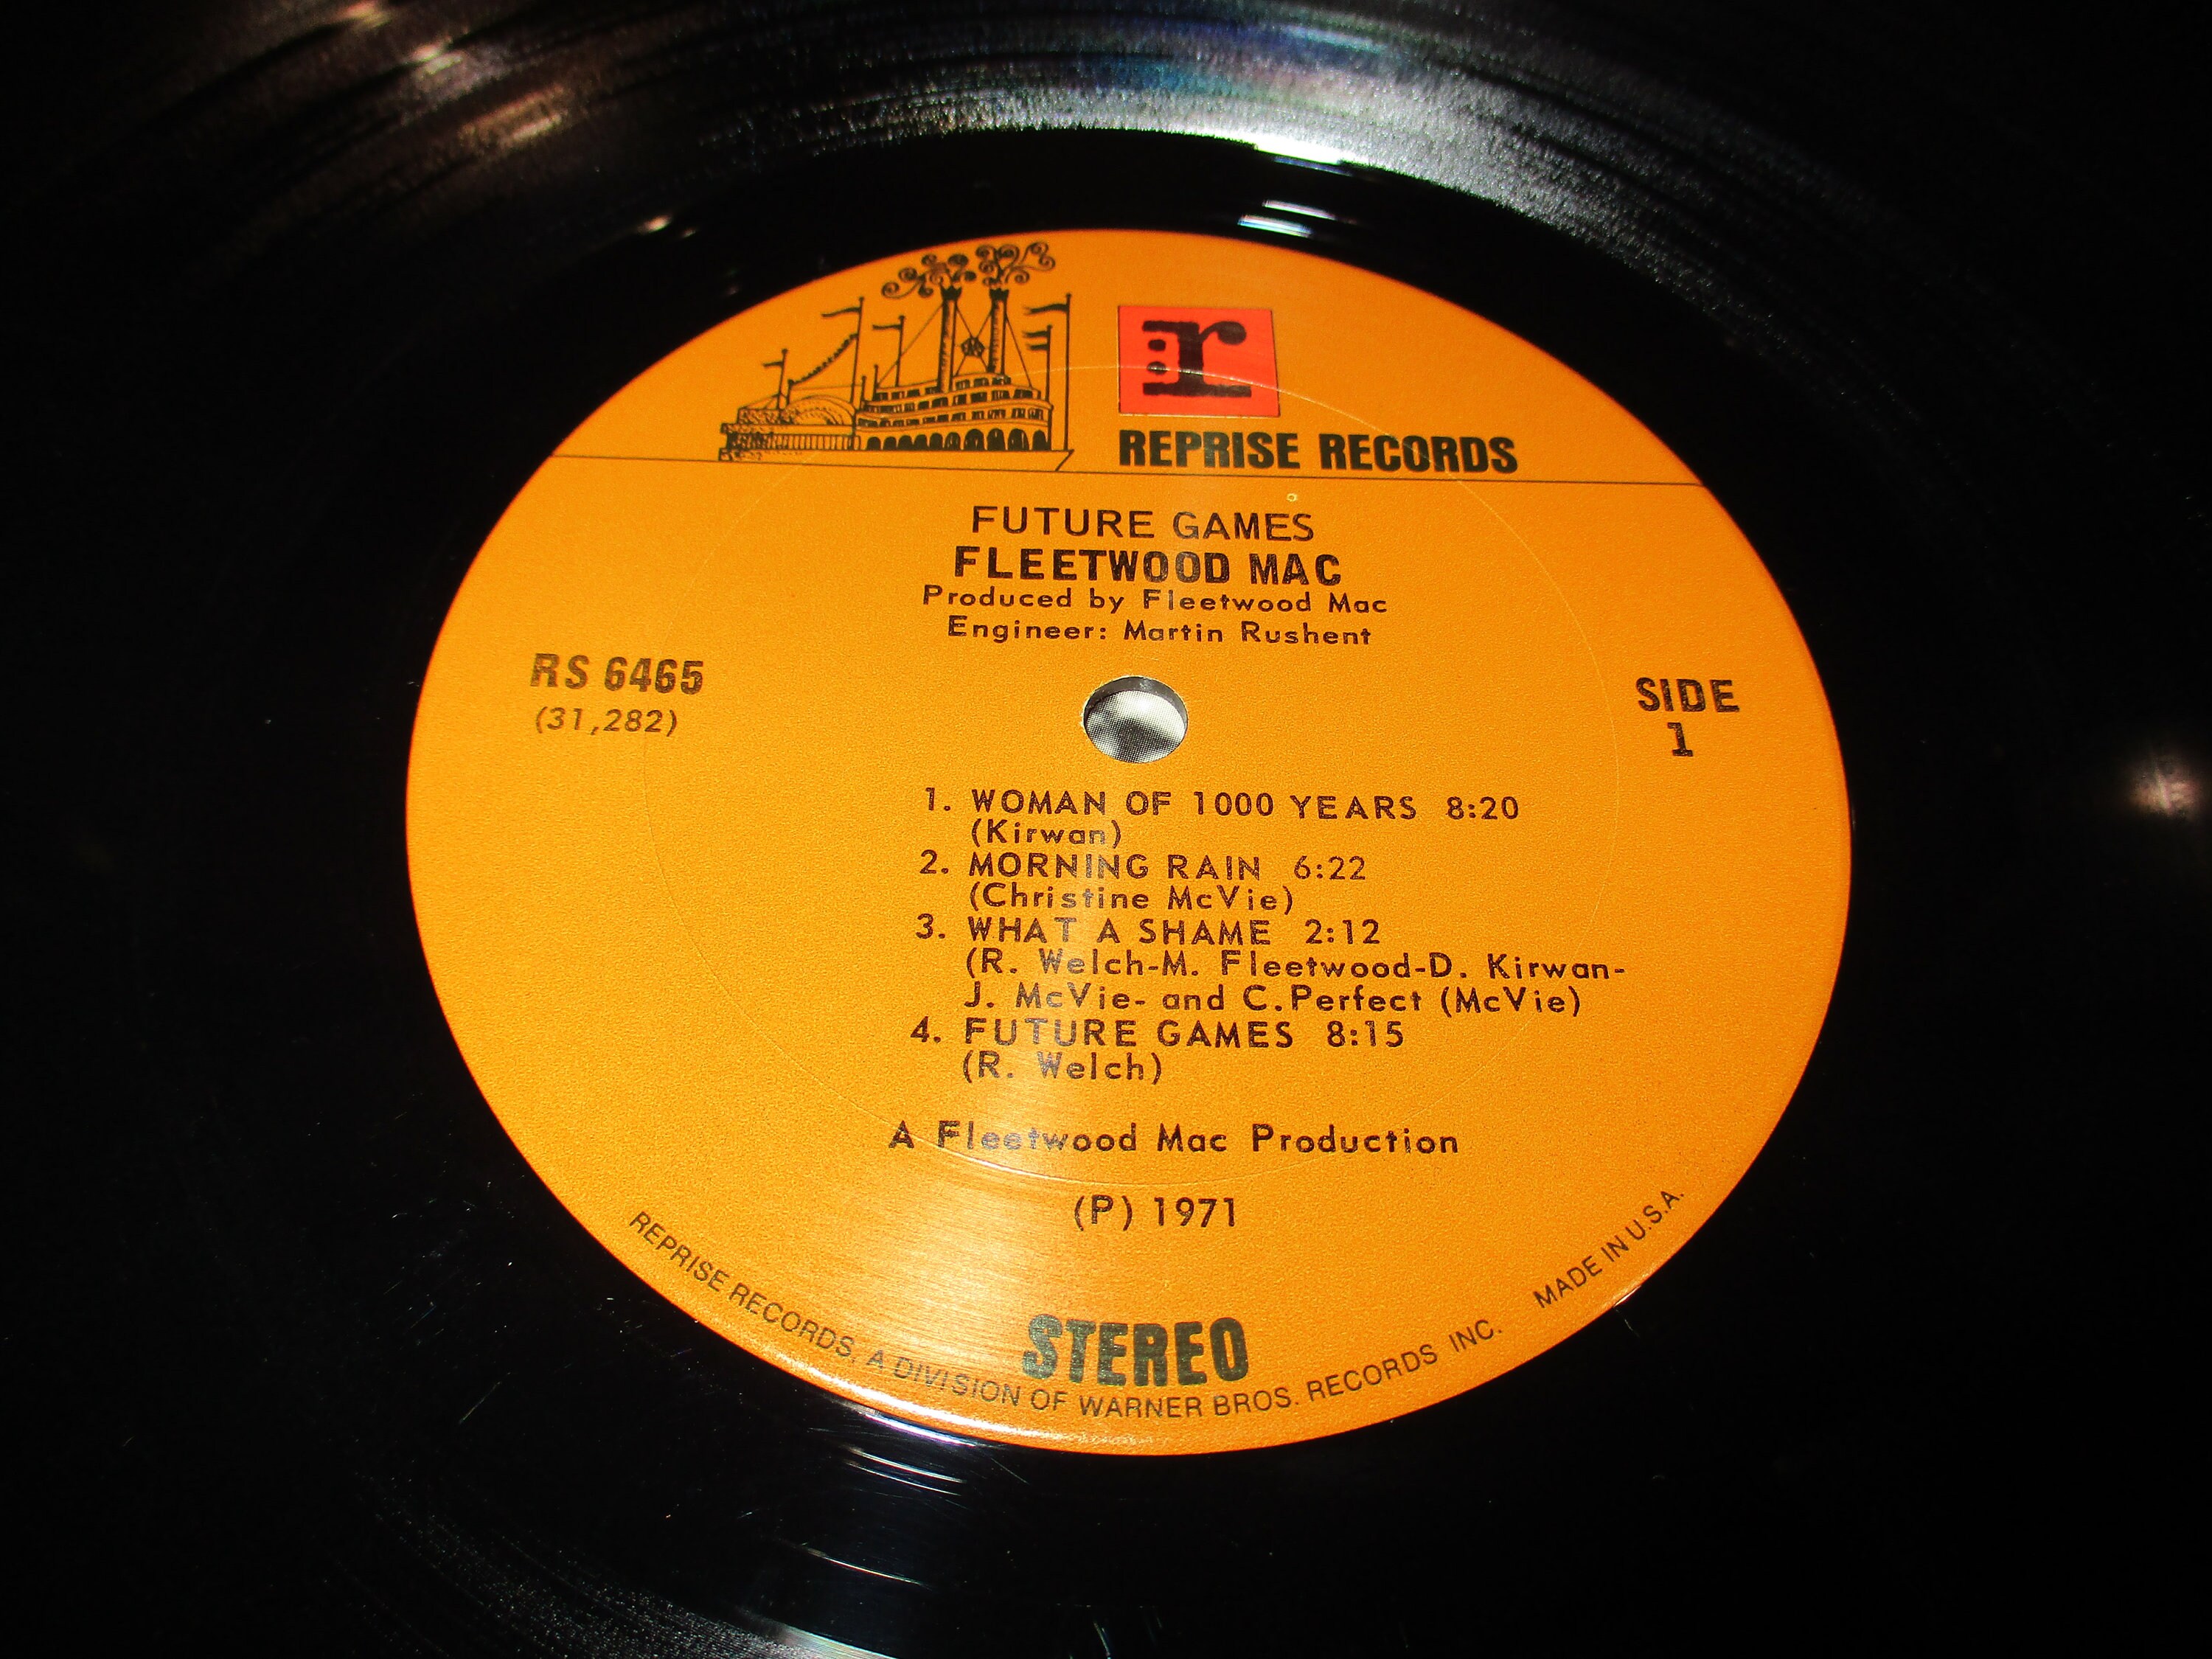 r:
REPRISE RECORDS
FUTURE GAMES
FLEETWOOD MAC
Produced by Fleetwood Mac
Engineer: Martin Rushent
RS 6465
(31,282)
SIDE
1
1. WOMAN OF 1000 YEARS 8:20
(Kirwan)
2. MORNING RAIN 6:22
(Christine McVie)
3. WHAT A SHAME 2:12
(R. Welch-M. Fleetwood-D. Kirwan-
J. McVie- and C.Perfect (McVie)
4. FUTURE GAMES 8:15
(R. Welch)
A Fleetwood Mac Production
(P) 1971
STEREO
REPRISE RECORDS, A DIVISION OF WARNER BROS. RECORDS INC. MADE IN U.S.A.